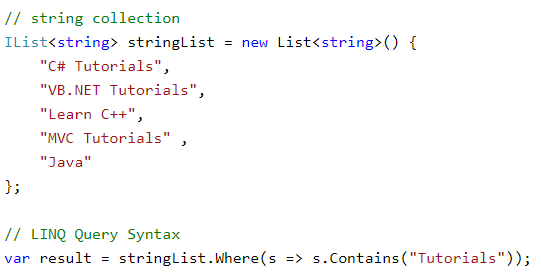 // string collection
IList<string> stringList = new List<string>() {
    "C# Tutorials",
    "VB.NET Tutorials",
    "Learn C++",
    "MVC Tutorials" ,
    "Java"
};

// LINQ Query Syntax
var result = stringList.Where(s => s.Contains("Tutorials"));